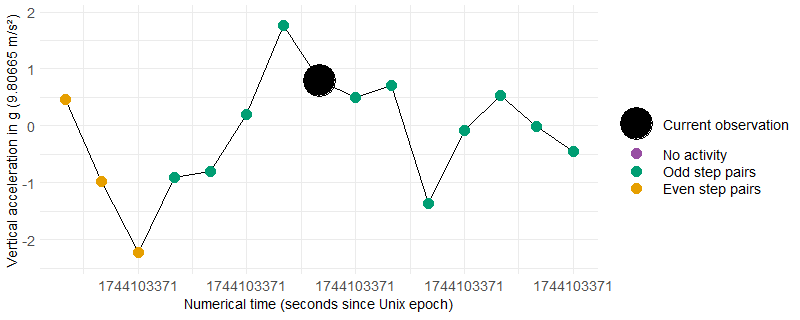 Vertical acceleration in g (9.80665 m/s²)
2
1
0
-1
-2
1744103371 1744103371 1744103371 1744103371 1744103371
Numerical time (seconds since Unix epoch)
Current observation
No activity
Odd step pairs
Even step pairs